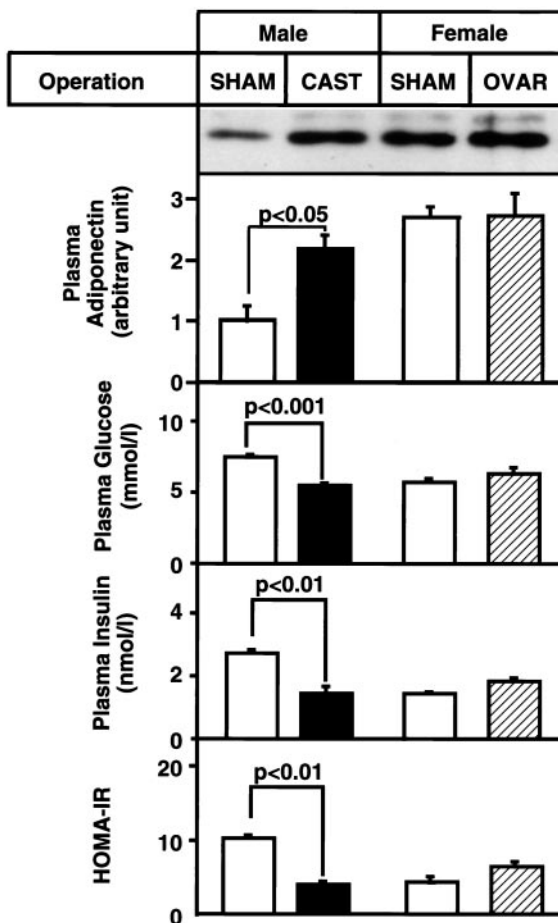 Male Female
Operation SHAM CAST SHAM OVAR
Plasma
Adiponectin
(arbitrary unit)
3
2
1
0
p<0.05
Plasma Glucose
(mmol/l)
10
5
0
p<0.001
Plasma Insulin
(nmol/l)
4
2
0
p<0.01
HOMA-IR
20
10
0
p<0.01